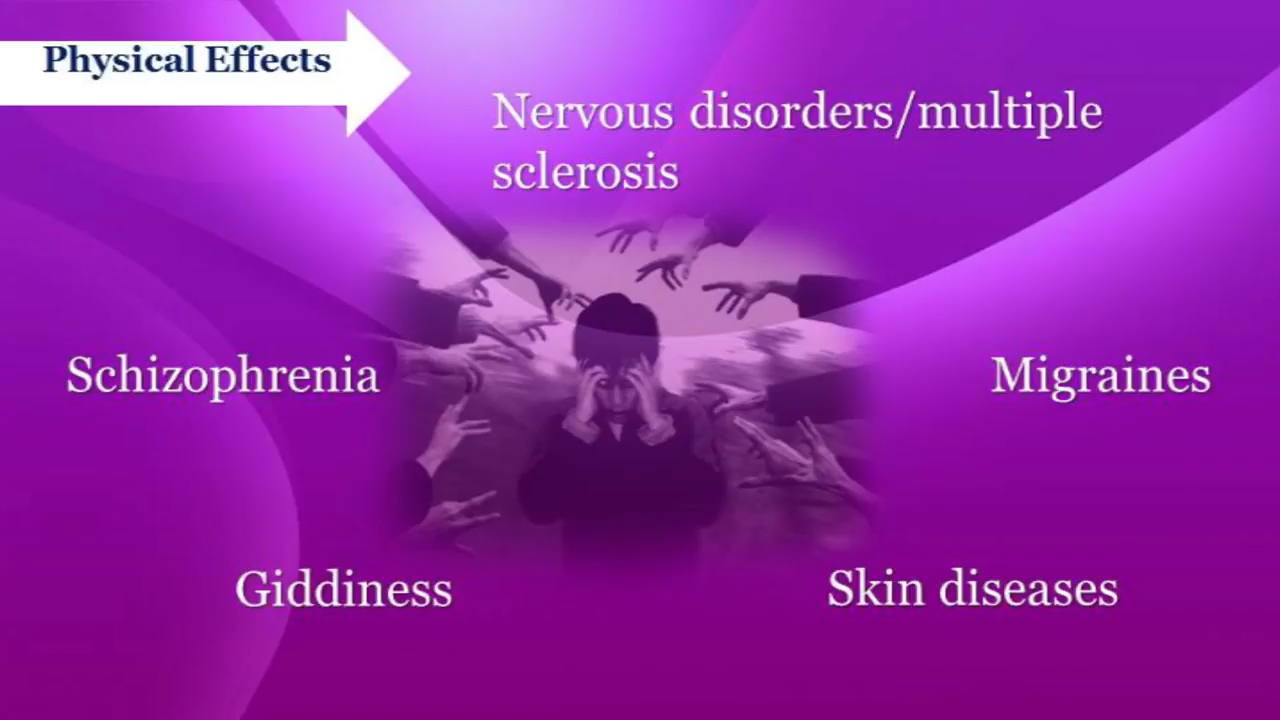 Physical Effects
Nervous disorders/multiple
sclerosis
Schizophrenia
Migraines
Giddiness
Skin diseases